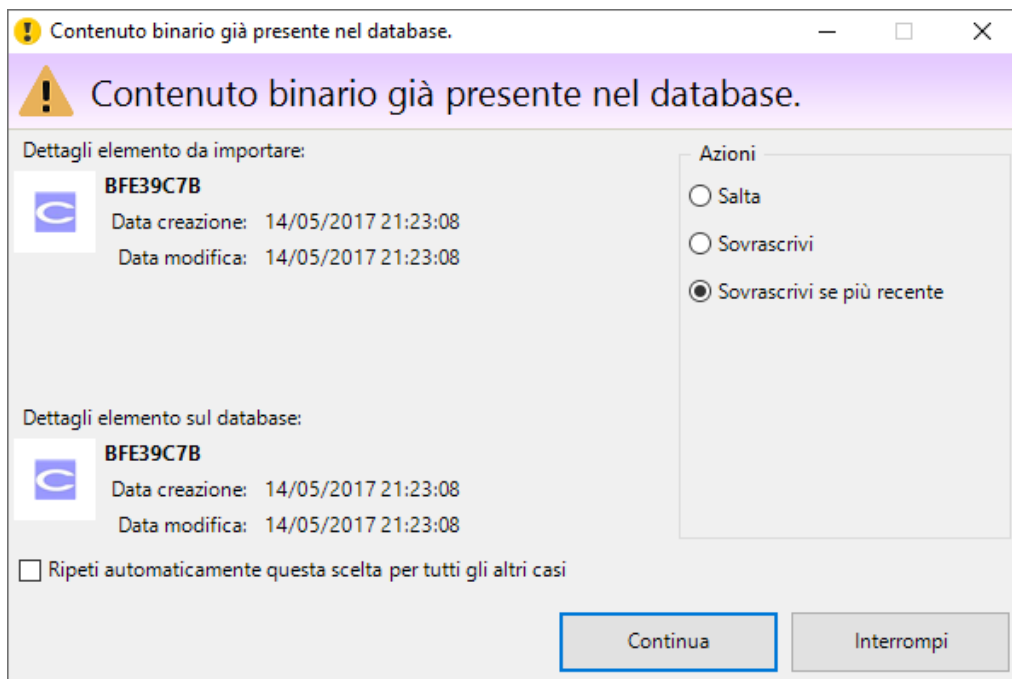 Contenuto binario già presente nel database.
Contenuto binario già presente nel database.
Dettagli elemento da importare:
BFE39C7B
Data creazione: 14/05/2017 21:23:08
Data modifica: 14/05/2017 21:23:08
Azioni
Salta
Sovrascrivi
Sovrascrivi se più recente
Dettagli elemento sul database:
BFE39C7B
Data creazione: 14/05/2017 21:23:08
Data modifica: 14/05/2017 21:23:08
Ripeti automaticamente questa scelta per tutti gli altri casi
Continua
Interrompi